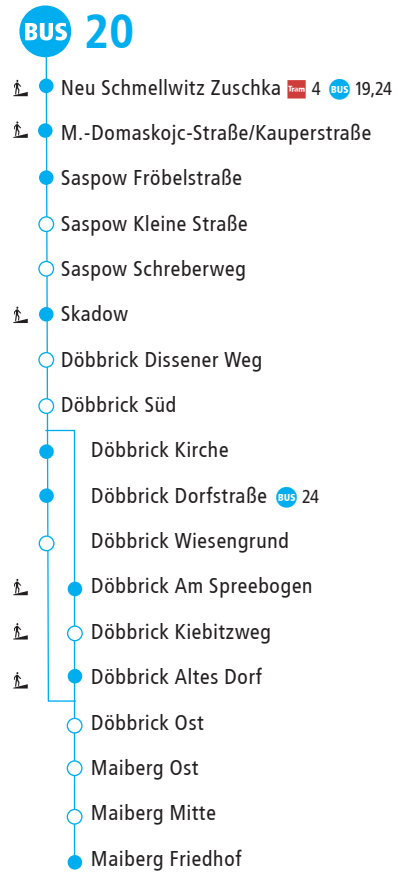 BUS 20
Neu Schmellwitz Zuschka Tram 4 BUS 19,24
M.-Domaskojc-Straße/Kauperstraße
Saspow Fröbelstraße
Saspow Kleine Straße
Saspow Schreberweg
Skadow
Döbbrick Dissener Weg
Döbbrick Süd
Döbbrick Kirche
Döbbrick Dorfstraße BUS 24
Döbbrick Wiesengrund
Döbbrick Am Spreebogen
Döbbrick Kiebitzweg
Döbbrick Altes Dorf
Döbbrick Ost
Maiberg Ost
Maiberg Mitte
Maiberg Friedhof